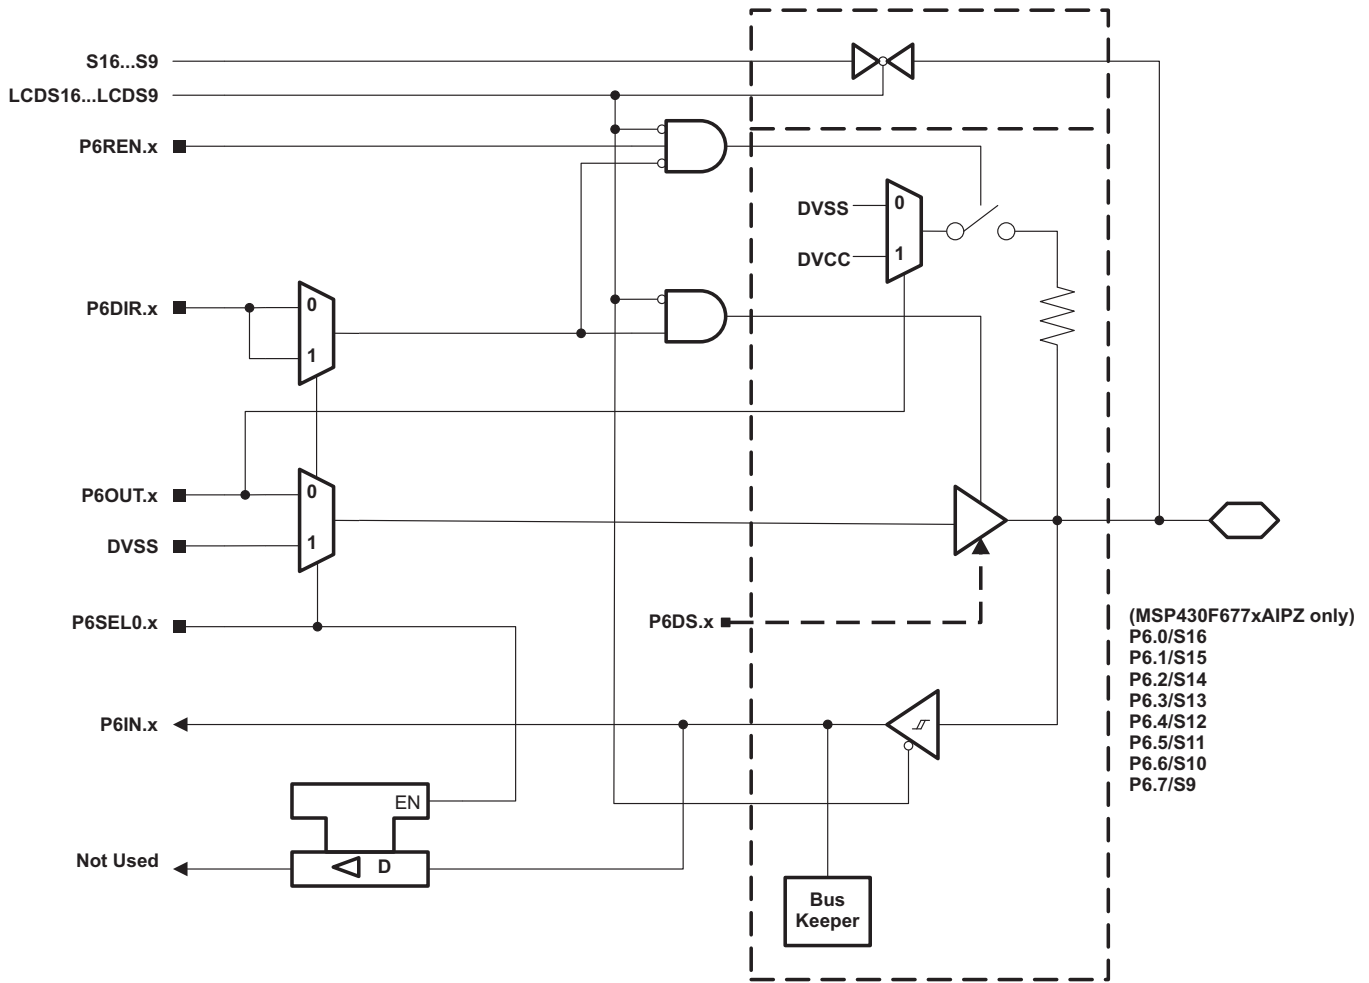 S16...S9
LCDS16...LCDS9
P6REN.x
DVSS
0
DVCC
1
P6DIR.x
0
1
P6OUT.x
0
DVSS
1
P6SEL0.x
P6DS.x
(MSP430F677xAIPZ only)
P6.0/S16
P6.1/S15
P6.2/S14
P6.3/S13
P6.4/S12
P6.5/S11
P6.6/S10
P6.7/S9
P6IN.x
EN
Not Used
D
Bus
Keeper